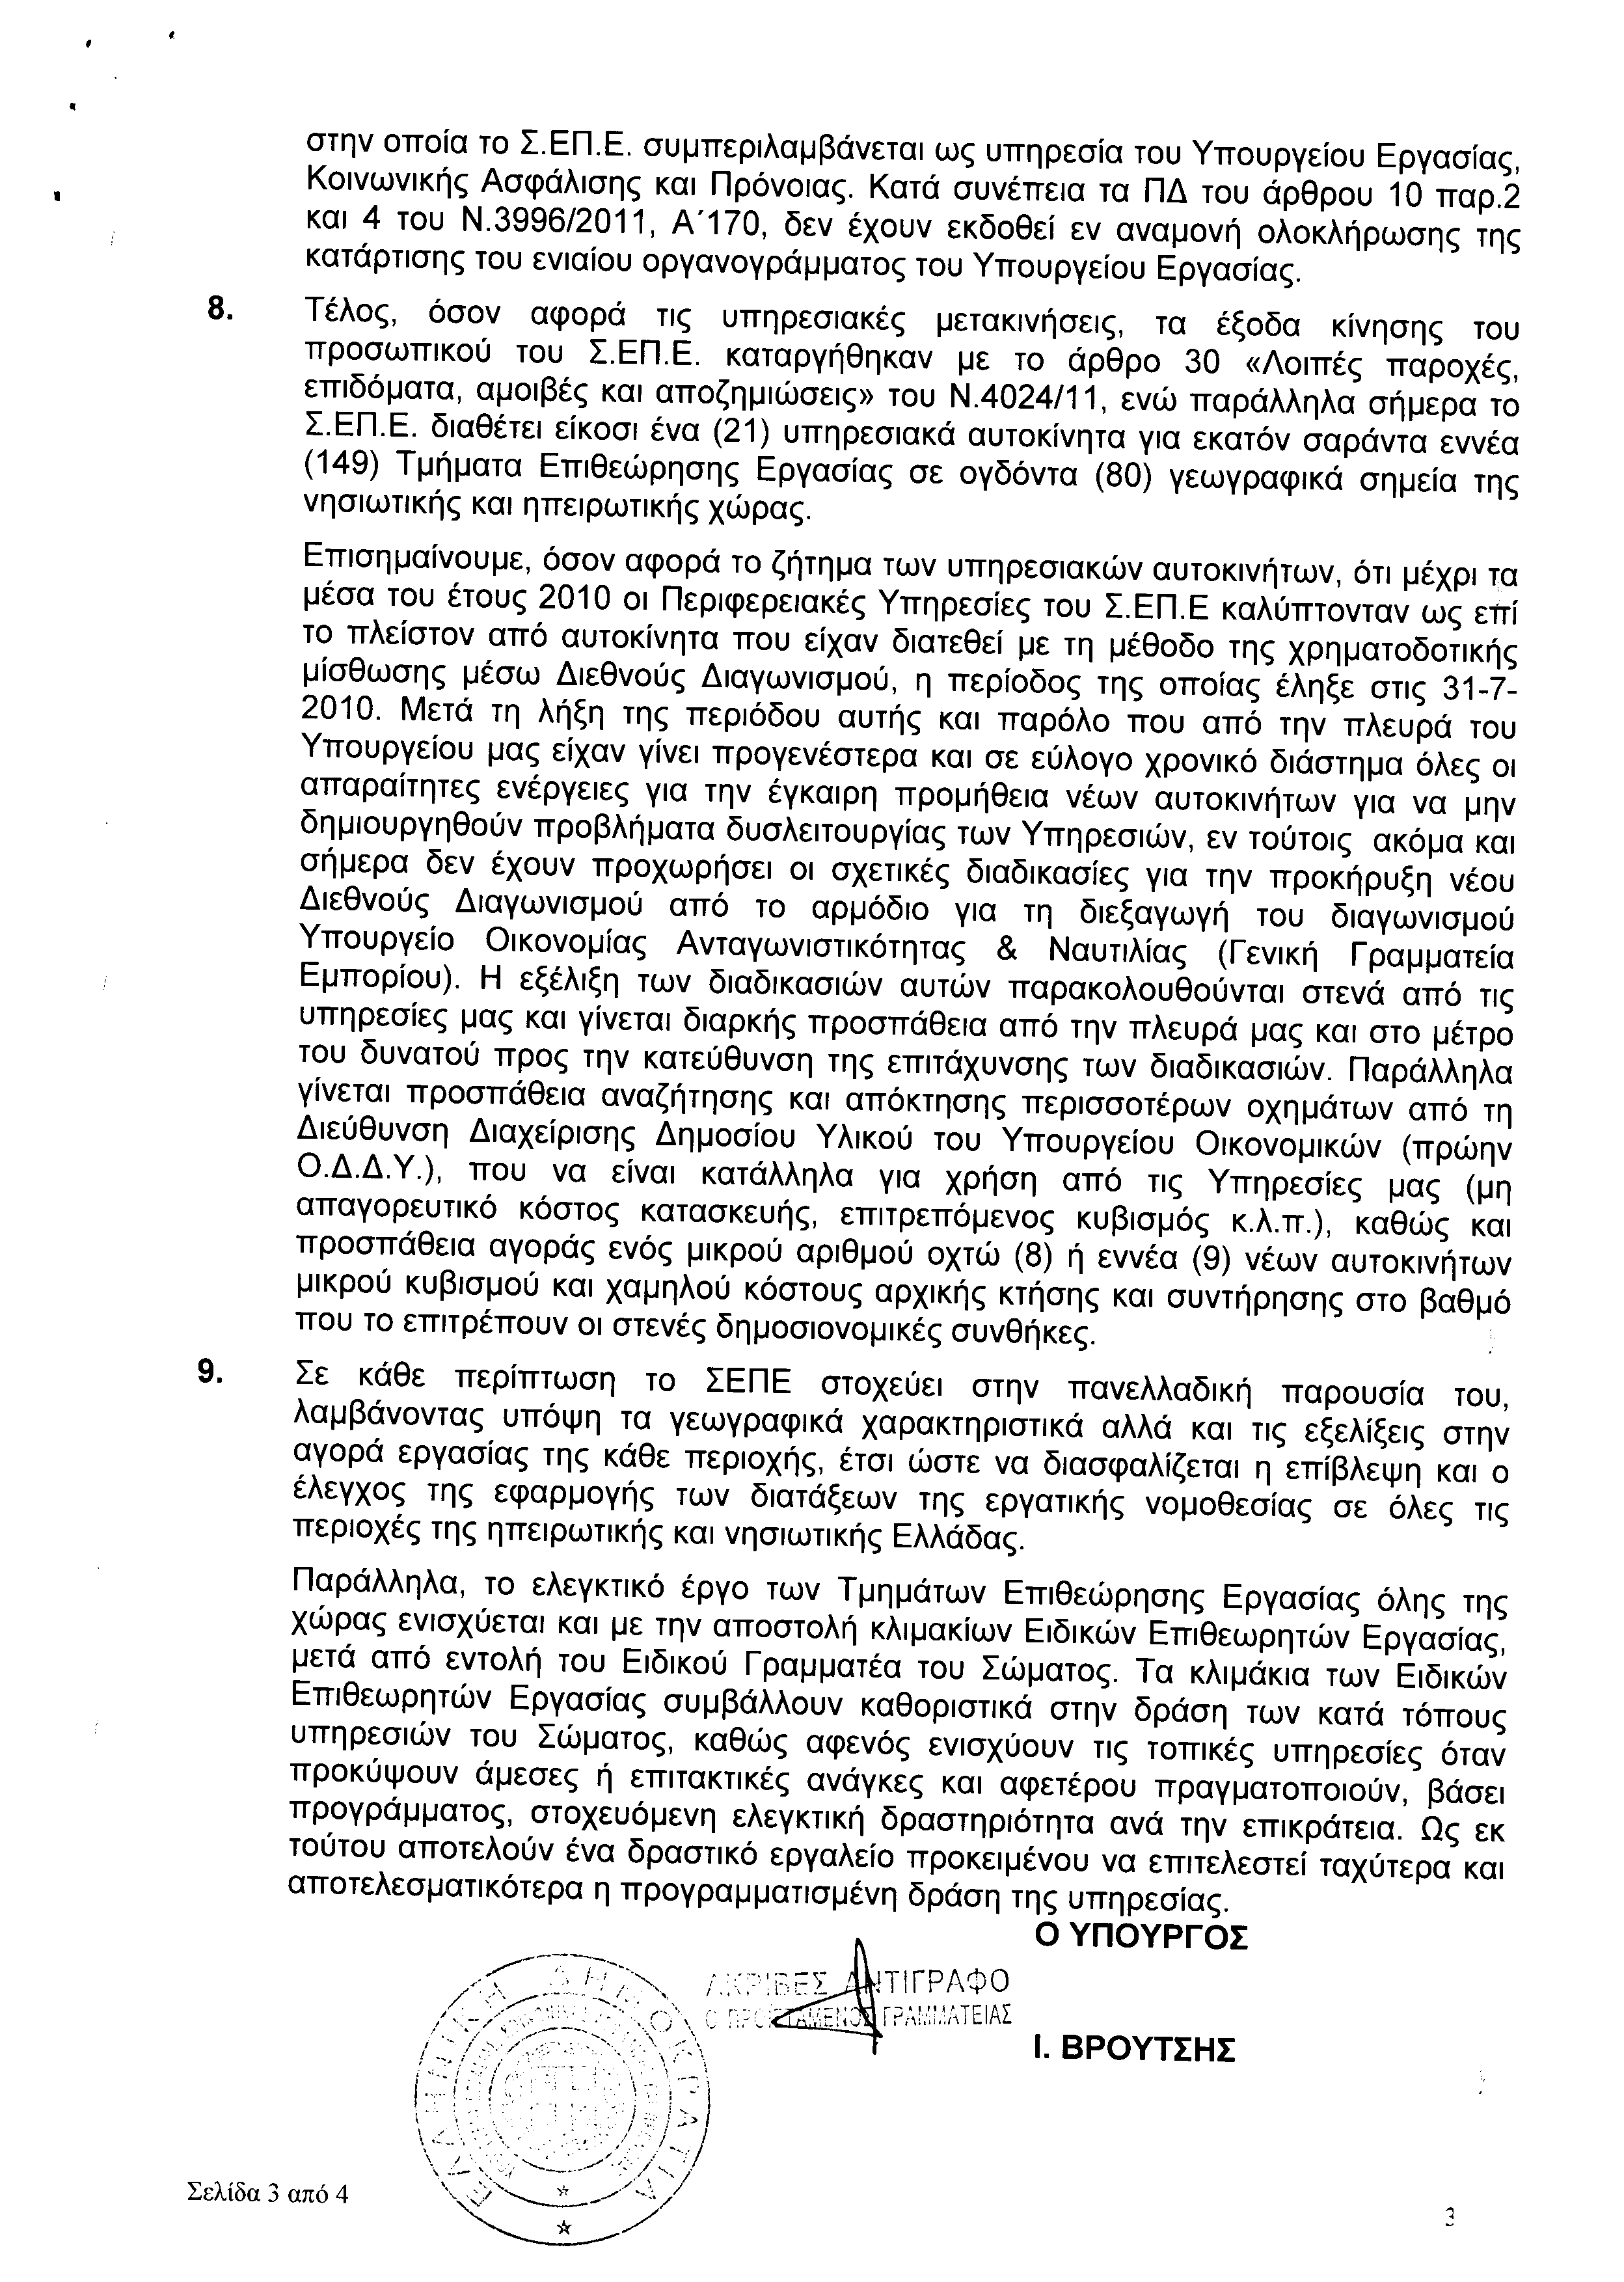 στην οποία το Σ.ΕΠ.Ε. συμπεριλαμβάνεται ως υπηρεσία του Υπουργείου Εργασίας,
Κοινωνικής Ασφάλισης και Πρόνοιας. Κατά συνέπεια τα ΠΔ του άρθρου 10 παρ.2
και 4 του Ν.3996/2011, Α΄170, δεν έχουν εκδοθεί εν αναμονή ολοκλήρωσης της
κατάρτισης του ενιαίου οργανογράμματος του Υπουργείου Εργασίας.
8. Τέλος, όσον αφορά τις υπηρεσιακές μετακινήσεις, τα έξοδα κίνησης του
προσωπικού του Σ.ΕΠ.Ε. καταργήθηκαν με το άρθρο 30 «Λοιπές παροχές,
επιδόματα, αμοιβές και αποζημιώσεις» του Ν.4024/11, ενώ παράλληλα σήμερα το
Σ.ΕΠ.Ε. διαθέτει είκοσι ένα (21) υπηρεσιακά αυτοκίνητα για εκατόν σαράντα εννέα
(149) Τμήματα Επιθεώρησης Εργασίας σε ογδόντα (80) γεωγραφικά σημεία της
νησιωτικής και ηπειρωτικής χώρας.
Επισημαίνουμε, όσον αφορά το ζήτημα των υπηρεσιακών αυτοκινήτων, ότι μέχρι τα
μέσα του έτους 2010 οι Περιφερειακές Υπηρεσίες του Σ.ΕΠ.Ε καλύπτονταν ως επί
το πλείστον από αυτοκίνητα που είχαν διατεθεί με τη μέθοδο της χρηματοδοτικής
μίσθωσης μέσω Διεθνούς Διαγωνισμού, η περίοδος της οποίας έληξε στις 31-7-
2010. Μετά τη λήξη της περιόδου αυτής και παρόλο που από την πλευρά του
Υπουργείου μας είχαν γίνει προγενέστερα και σε εύλογο χρονικό διάστημα όλες οι
απαραίτητες ενέργειες για την έγκαιρη προμήθεια νέων αυτοκινήτων για να μην
δημιουργηθούν προβλήματα δυσλειτουργίας των Υπηρεσιών, εν τούτοις ακόμα και
σήμερα δεν έχουν προχωρήσει οι σχετικές διαδικασίες για την προκήρυξη νέου
Διεθνούς Διαγωνισμού από το αρμόδιο για τη διεξαγωγή του διαγωνισμού
Υπουργείο Οικονομίας Ανταγωνιστικότητας & Ναυτιλίας (Γενική Γραμματεία
Εμπορίου). Η εξέλιξη των διαδικασιών αυτών παρακολουθούνται στενά από τις
υπηρεσίες μας και γίνεται διαρκής προσπάθεια από την πλευρά μας και στο μέτρο
του δυνατού προς την κατεύθυνση της επιτάχυνσης των διαδικασιών. Παράλληλα
γίνεται προσπάθεια αναζήτησης και απόκτησης περισσοτέρων οχημάτων από τη
Διεύθυνση Διαχείρισης Δημοσίου Υλικού του Υπουργείου Οικονομικών (πρώην
Ο.Δ.Δ.Υ.), που να είναι κατάλληλα για χρήση από τις Υπηρεσίες μας (μη
απαγορευτικό κόστος κατασκευής, επιτρεπόμενος κυβισμός κ.λ.π.), καθώς και
προσπάθεια αγοράς ενός μικρού αριθμού οχτώ (8) ή εννέα (9) νέων αυτοκινήτων
μικρού κυβισμού και χαμηλού κόστους αρχικής κτήσης και συντήρησης στο βαθμό
που το επιτρέπουν οι στενές δημοσιονομικές συνθήκες.
9. Σε κάθε περίπτωση το ΣΕΠΕ στοχεύει στην πανελλαδική παρουσία του,
λαμβάνοντας υπόψη τα γεωγραφικά χαρακτηριστικά αλλά και τις εξελίξεις στην
αγορά εργασίας της κάθε περιοχής, έτσι ώστε να διασφαλίζεται η επίβλεψη και ο
έλεγχος της εφαρμογής των διατάξεων της εργατικής νομοθεσίας σε όλες τις
περιοχές της ηπειρωτικής και νησιωτικής Ελλάδας.
Παράλληλα, το ελεγκτικό έργο των Τμημάτων Επιθεώρησης Εργασίας όλης της
χώρας ενισχύεται και με την αποστολή κλιμακίων Ειδικών Επιθεωρητών Εργασίας,
μετά από εντολή του Ειδικού Γραμματέα του Σώματος. Τα κλιμάκια των Ειδικών
Επιθεωρητών Εργασίας συμβάλλουν καθοριστικά στην δράση των κατά τόπους
υπηρεσιών του Σώματος, καθώς αφενός ενισχύουν τις τοπικές υπηρεσίες όταν
προκύψουν άμεσες ή επιτακτικές ανάγκες και αφετέρου πραγματοποιούν, βάσει
προγράμματος, στοχευόμενη ελεγκτική δραστηριότητα ανά την επικράτεια. Ως εκ
τούτου αποτελούν ένα δραστικό εργαλείο προκειμένου να επιτελεστεί ταχύτερα και
αποτελεσματικότερα η προγραμματισμένη δράση της υπηρεσίας.
Ο ΥΠΟΥΡΓΟΣ
ΑΚΡΙΒΕΣ ΑΝΤΙΓΡΑΦΟ
Ο ΠΡΟΪΣΤΑΜΕΝΟΣ ΓΡΑΜΜΑΤΕΙΑΣ
Ι. ΒΡΟΥΤΣΗΣ
ΕΛΛΗΝΙΚΗ ΔΗΜΟΚΡΑΤΙΑ
Σελίδα 3 από 4
3